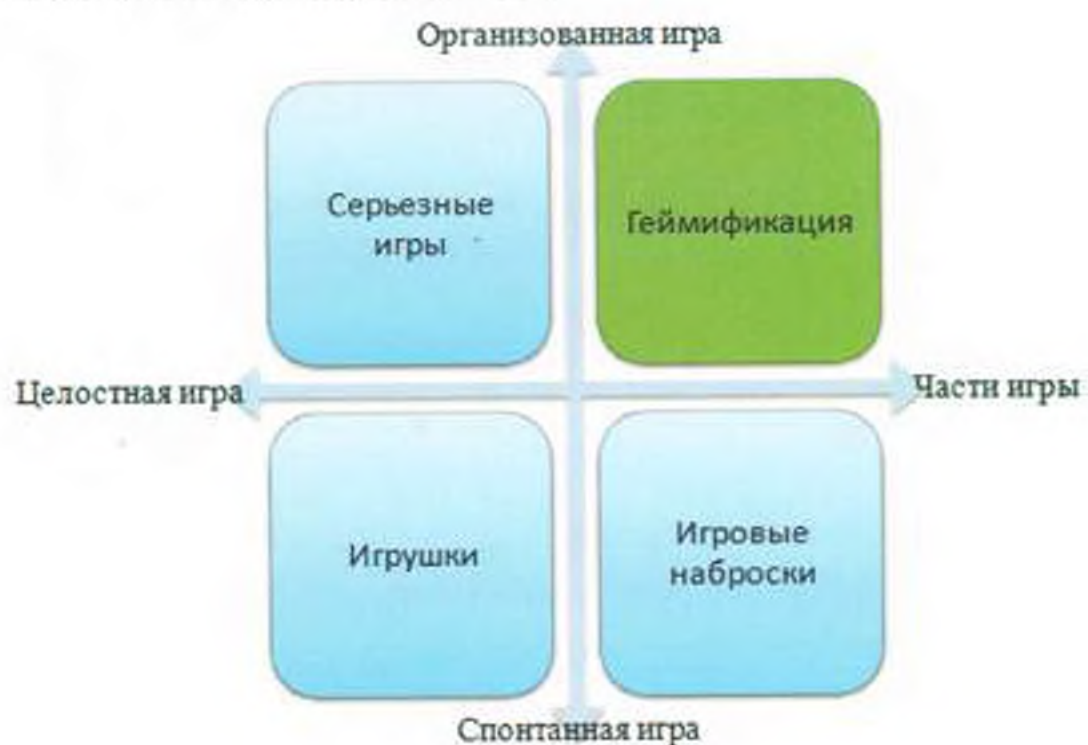 Организованная игра
Серьезные
игры
Геймификация
Целостная игра
Части игры
Игрушки
Игровые
наброски
Спонтанная игра